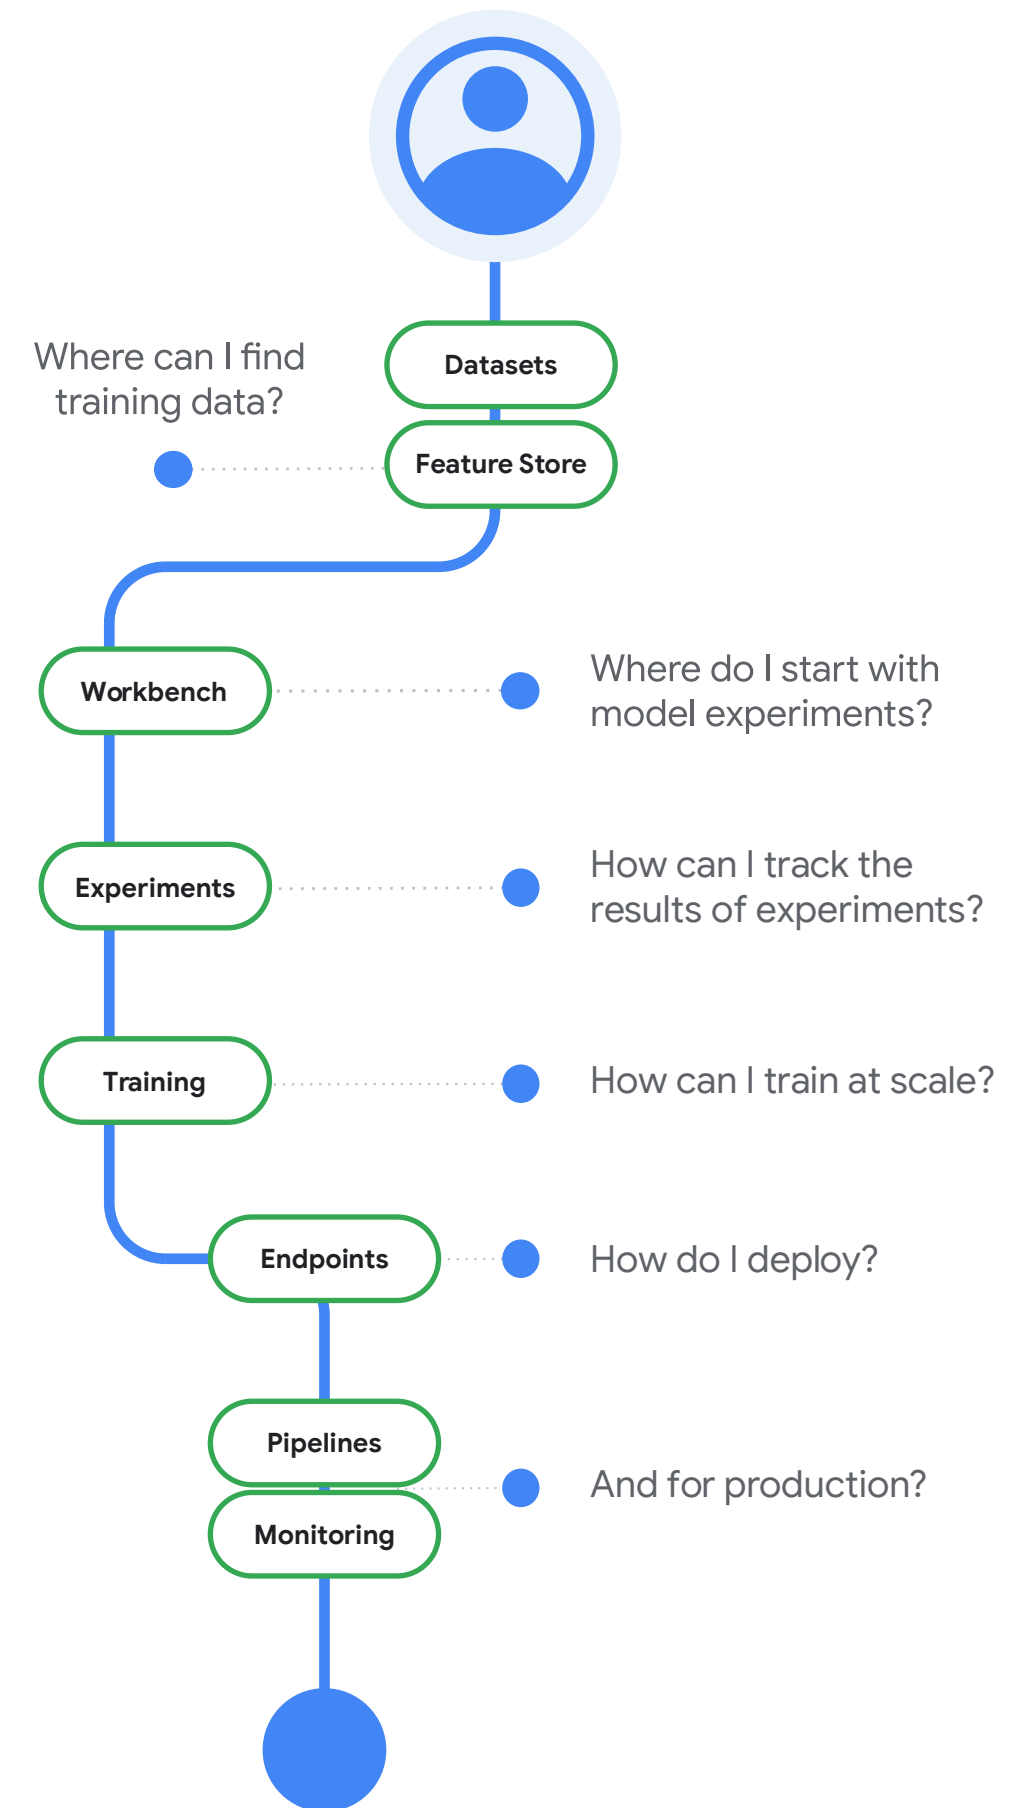 Where can I find
training data?
Datasets
Feature Store
Workbench
Where do I start with
model experiments?
Experiments
How can I track the
results of experiments?
Training
How can I train at scale?
Endpoints
How do I deploy?
Pipelines
And for production?
Monitoring